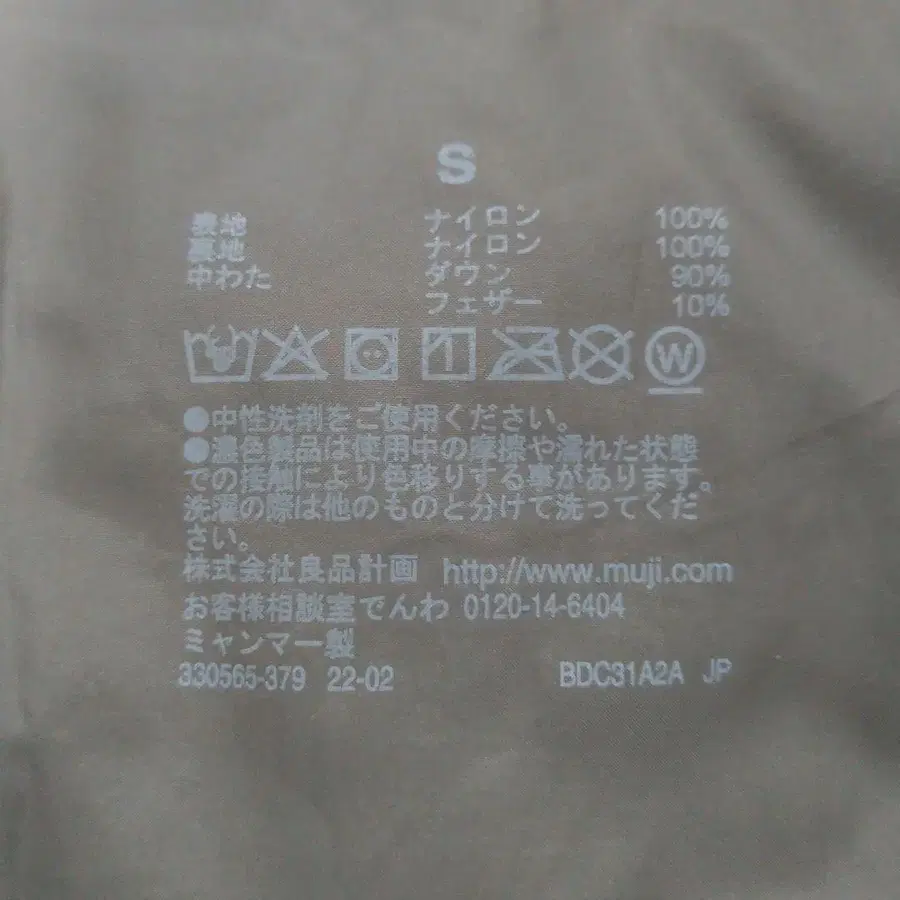 S
表地 ナイロン 100%
裏地 ナイロン 100%
中わた ダウン 90%
フェザー 10%
W
●中性洗剤をご使用ください。
●濃色製品は使用中の摩擦や濡れた状態
での接触により色移りする事があります。
洗濯の際は他のものと分けて洗ってくだ
さい。
株式会社良品計画 http://www.muji.com
お客様相談室でんわ 0120-14-6404
ミャンマー製
330565-379 22-02 BDC31A2A JP